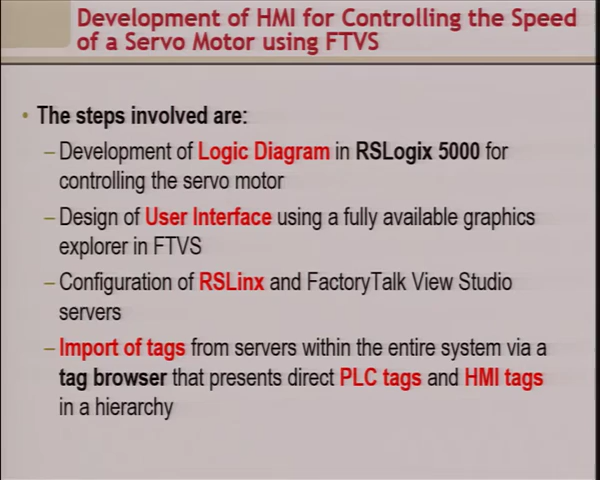 Development of HMI for Controlling the Speed
of a Servo Motor using FTVS
• The steps involved are:
– Development of Logic Diagram in RSLogix 5000 for
controlling the servo motor
– Design of User Interface using a fully available graphics
explorer in FTVS
– Configuration of RSLinx and FactoryTalk View Studio
servers
– Import of tags from servers within the entire system via a
tag browser that presents direct PLC tags and HMI tags
in a hierarchy